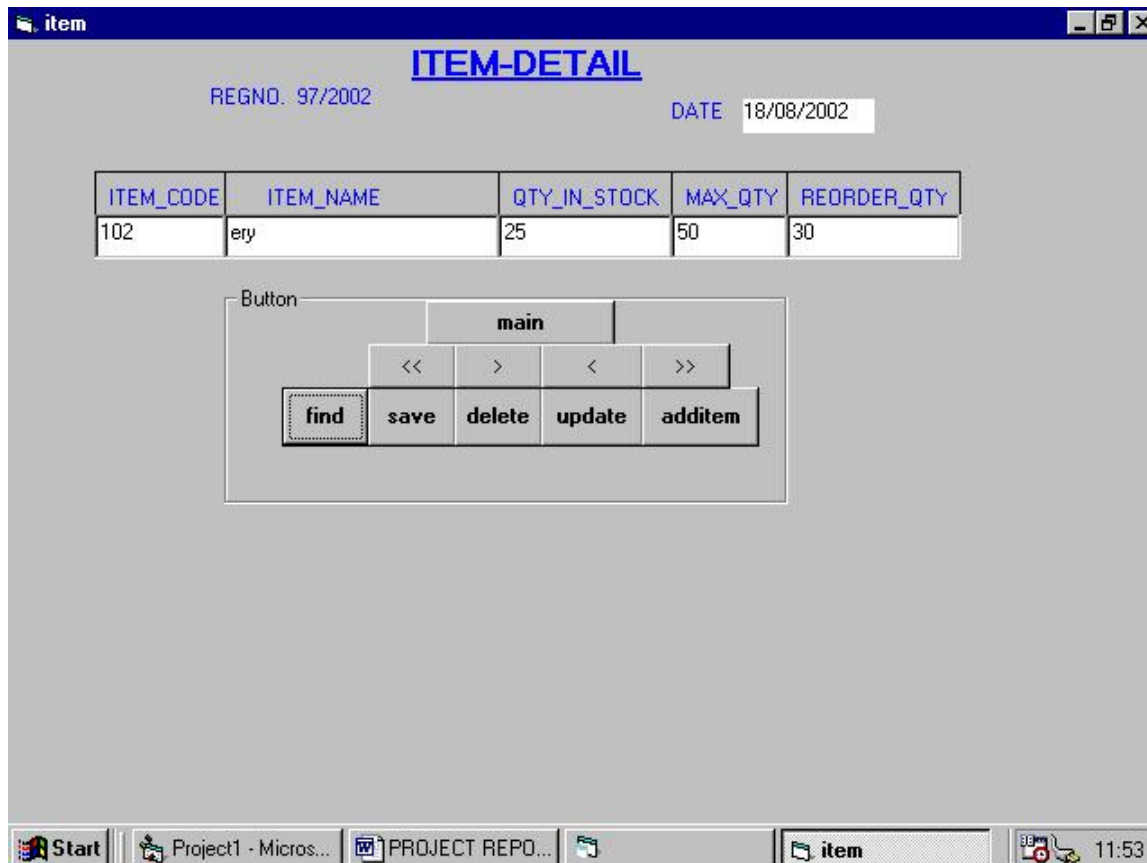 item
ITEM-DETAIL
REGNO. 97/2002
DATE 18/08/2002
ITEM_CODE ITEM_NAME QTY_IN_STOCK MAX_QTY REORDER_QTY
102 ery 25 50 30
Button
main
<< > < >>
find save delete update additem
Start Project1 - Micros... PROJECT REPO... item 11:53